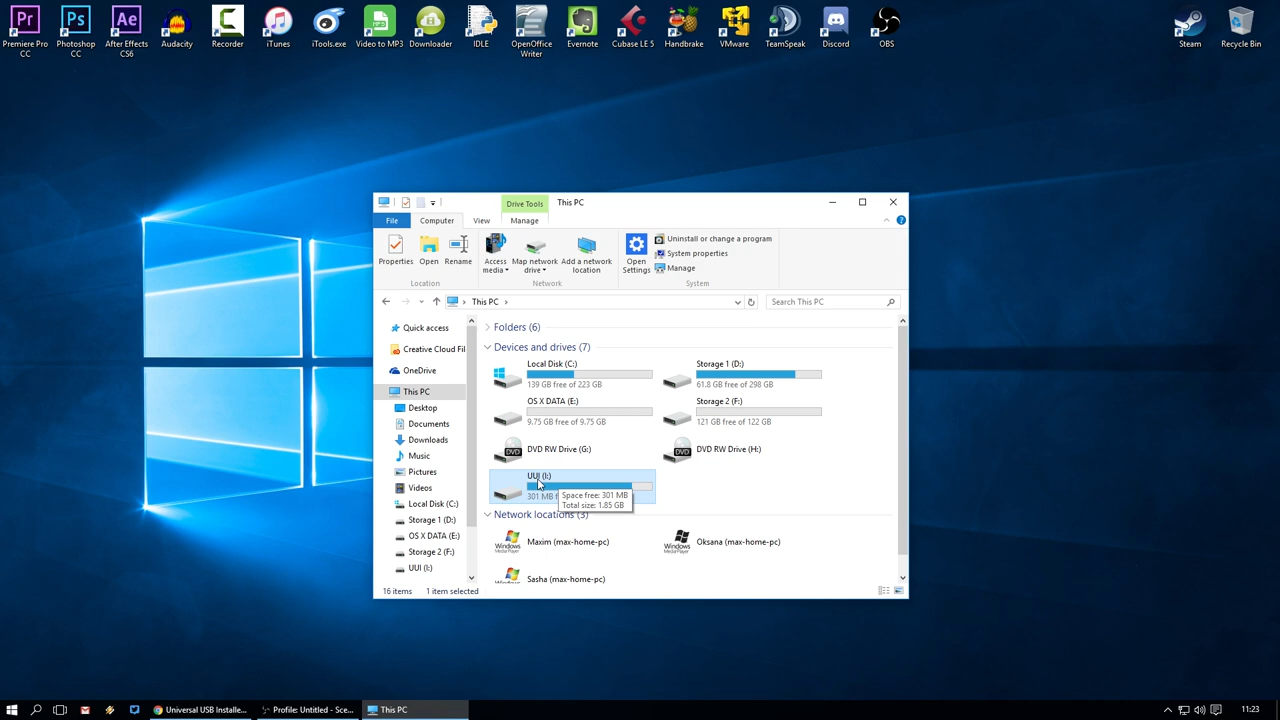 Premiere Pro CC
Photoshop CC
After Effects CS6
Audacity
Recorder
iTunes
iTools.exe
Video to MP3
Downloader
IDLE
OpenOffice Writer
Evernote
Cubase LE 5
Handbrake
VMware
TeamSpeak
Discord
OBS
Steam
Recycle Bin
Drive Tools
This PC
File
Computer
View
Manage
Properties
Open
Rename
Access media
Map network drive
Add a network location
Open Settings
Uninstall or change a program
System properties
Manage
Location
Network
System
This PC
Search This PC
Quick access
Creative Cloud Fil
OneDrive
This PC
Desktop
Documents
Downloads
Music
Pictures
Videos
Local Disk (C:)
Storage 1 (D:)
OS X DATA (E:)
Storage 2 (F:)
UUI (I:)
Folders (6)
Devices and drives (7)
Local Disk (C:)
139 GB free of 223 GB
Storage 1 (D:)
61.8 GB free of 298 GB
OS X DATA (E:)
9.75 GB free of 9.75 GB
Storage 2 (F:)
121 GB free of 122 GB
DVD RW Drive (G:)
DVD RW Drive (H:)
UUI (I:)
301 MB f
Space free: 301 MB
Total size: 1.85 GB
Network locations (3)
Maxim (max-home-pc)
Oksana (max-home-pc)
Sasha (max-home-pc)
16 items
1 item selected
Universal USB Installe...
Profile: Untitled - Sce...
This PC
11:23